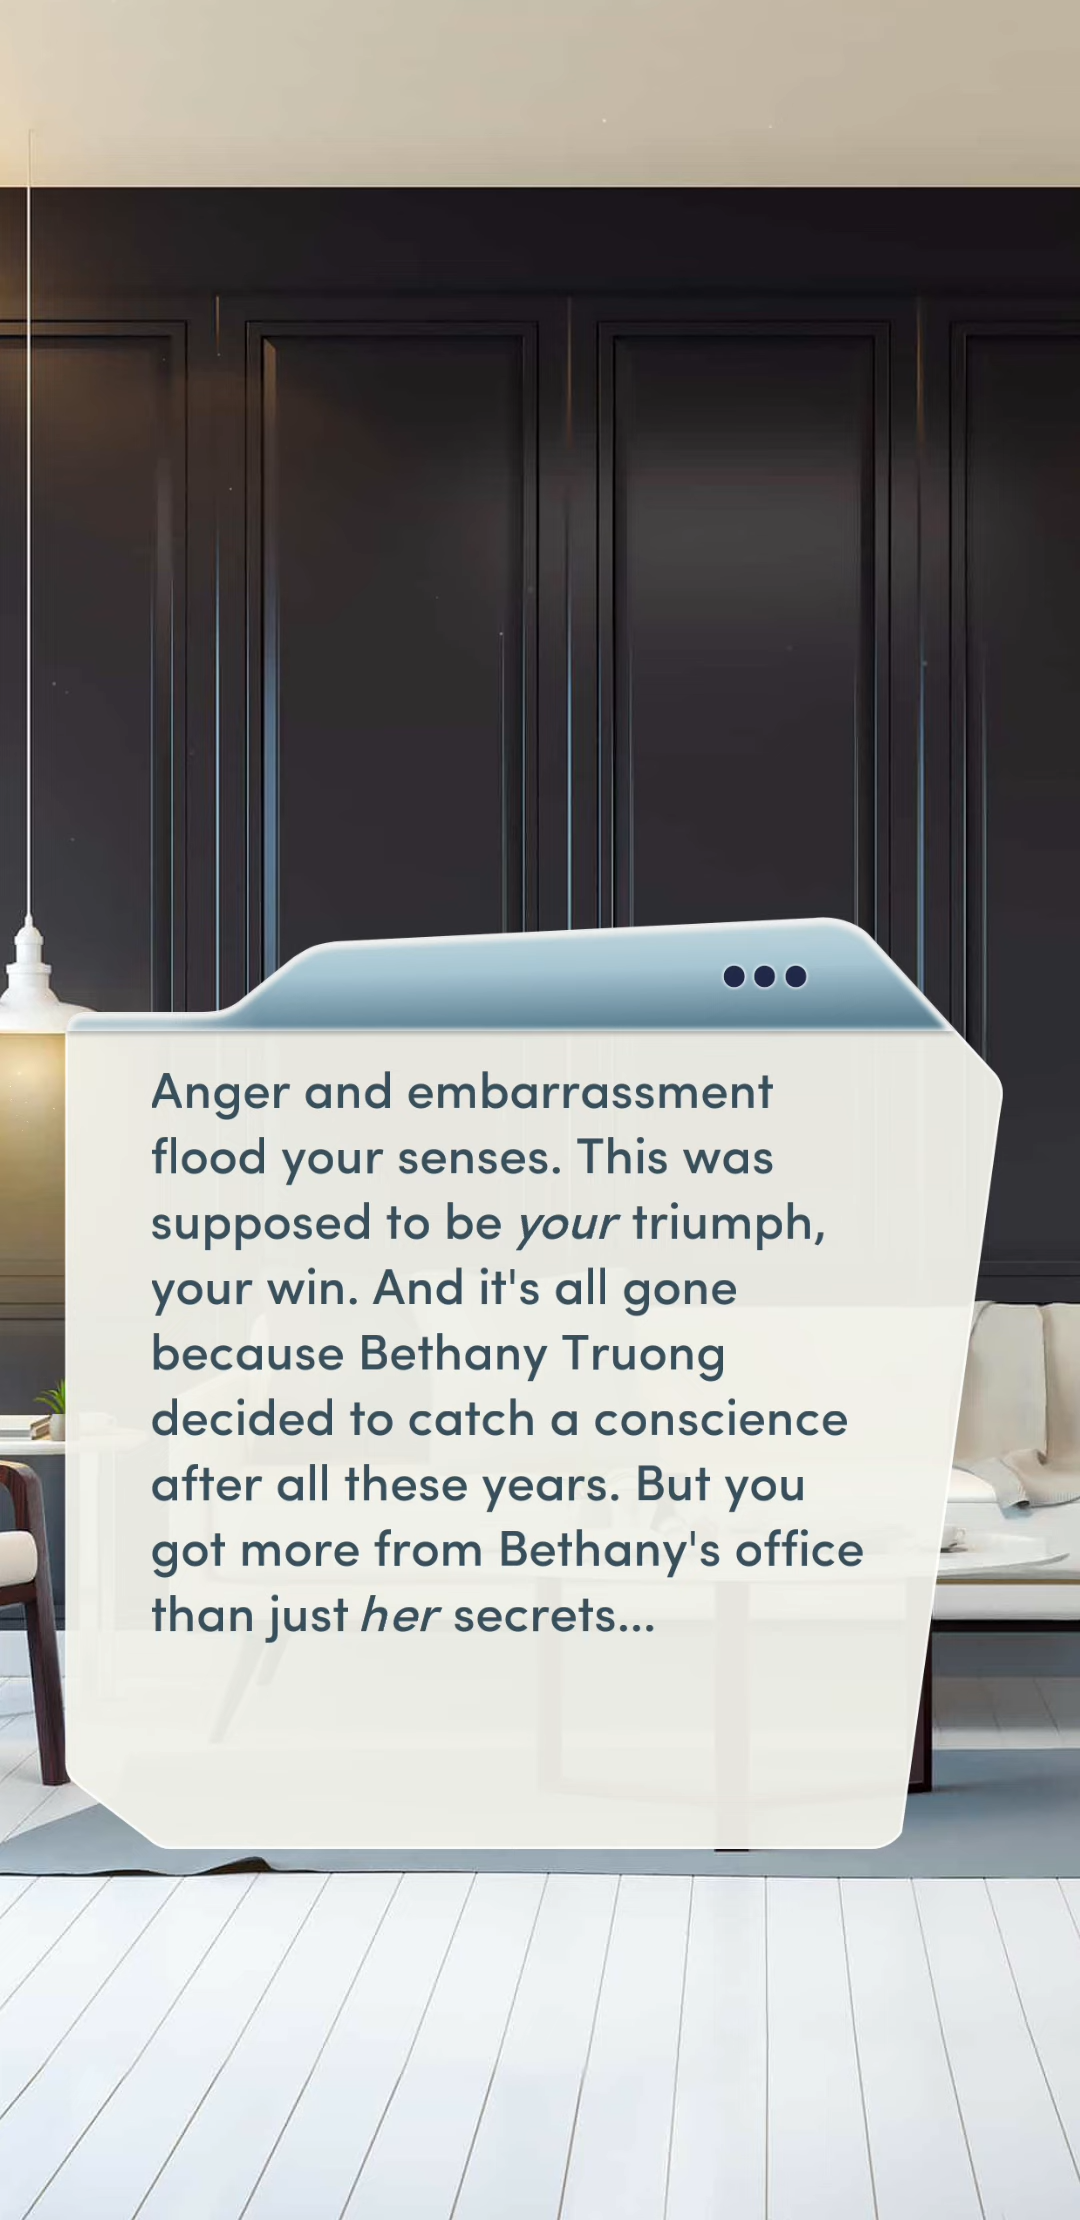 Anger and embarrassment
flood your senses. This was
supposed to be your triumph,
your win. And it's all gone
because Bethany Truong
decided to catch a conscience
after all these years. But you
got more from Bethany's office
than just her secrets...